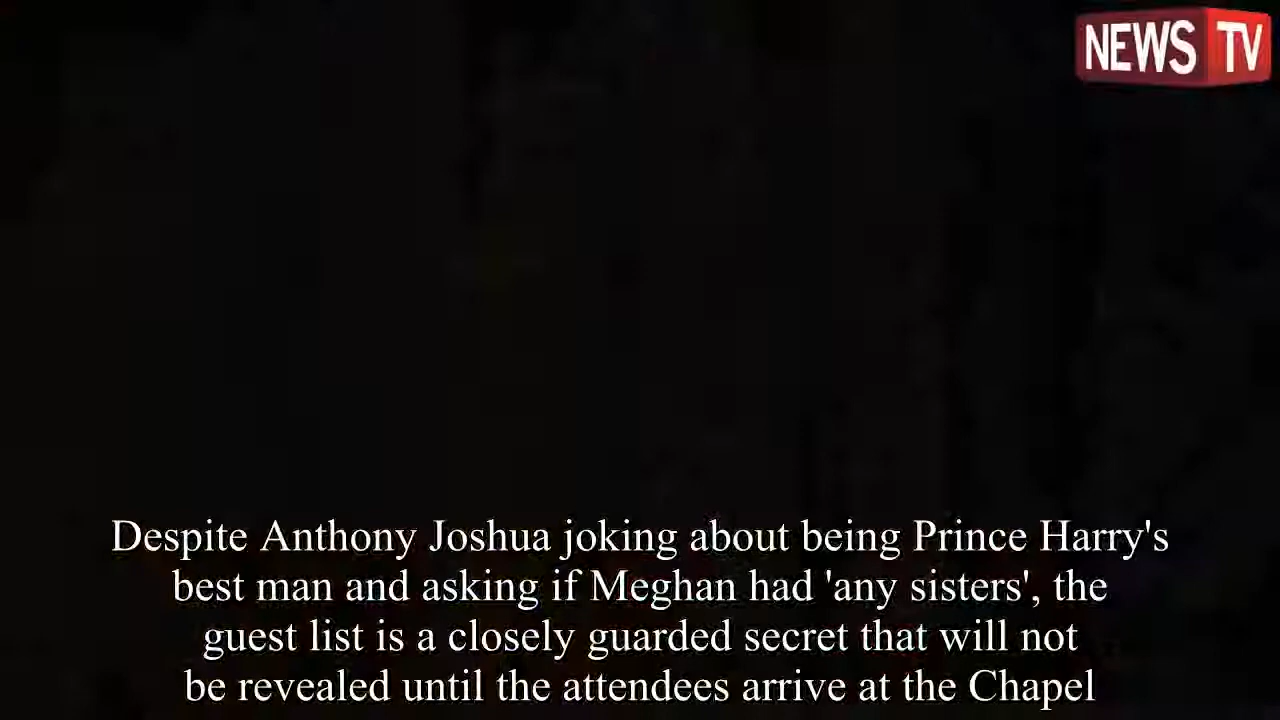 NEWS TV
Despite Anthony Joshua joking about being Prince Harry's
best man and asking if Meghan had 'any sisters', the
guest list is a closely guarded secret that will not
be revealed until the attendees arrive at the Chapel